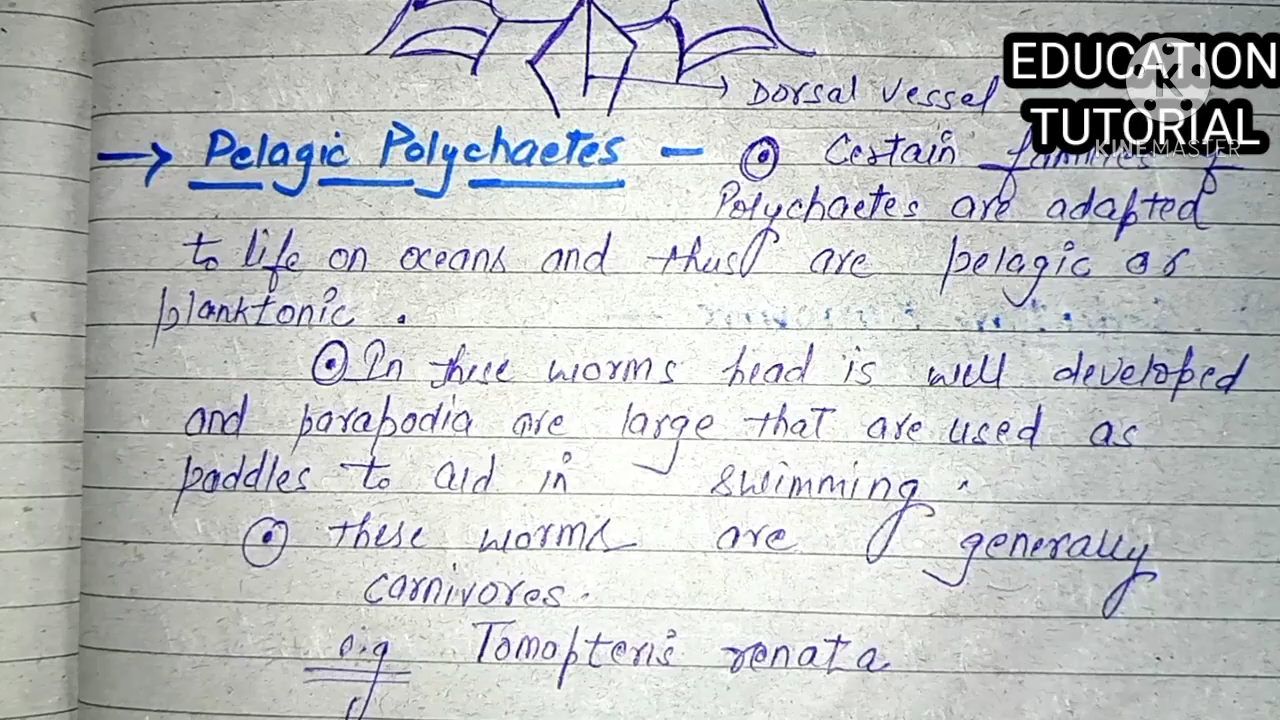 EDUCATION
TUTORIAL
KINEMASTER
Dorsal vessel
→ Pelagic Polychaetes - ⊙ Certain families of
Polychaetes are adapted
to life on oceans and thus are pelagic or
planktonic.
⊙ In these worms head is well developed
and parapodia are large that are used as
paddles to aid in swimming.
⊙ these worms are generally
carnivores.
e.g Tomopteris renata